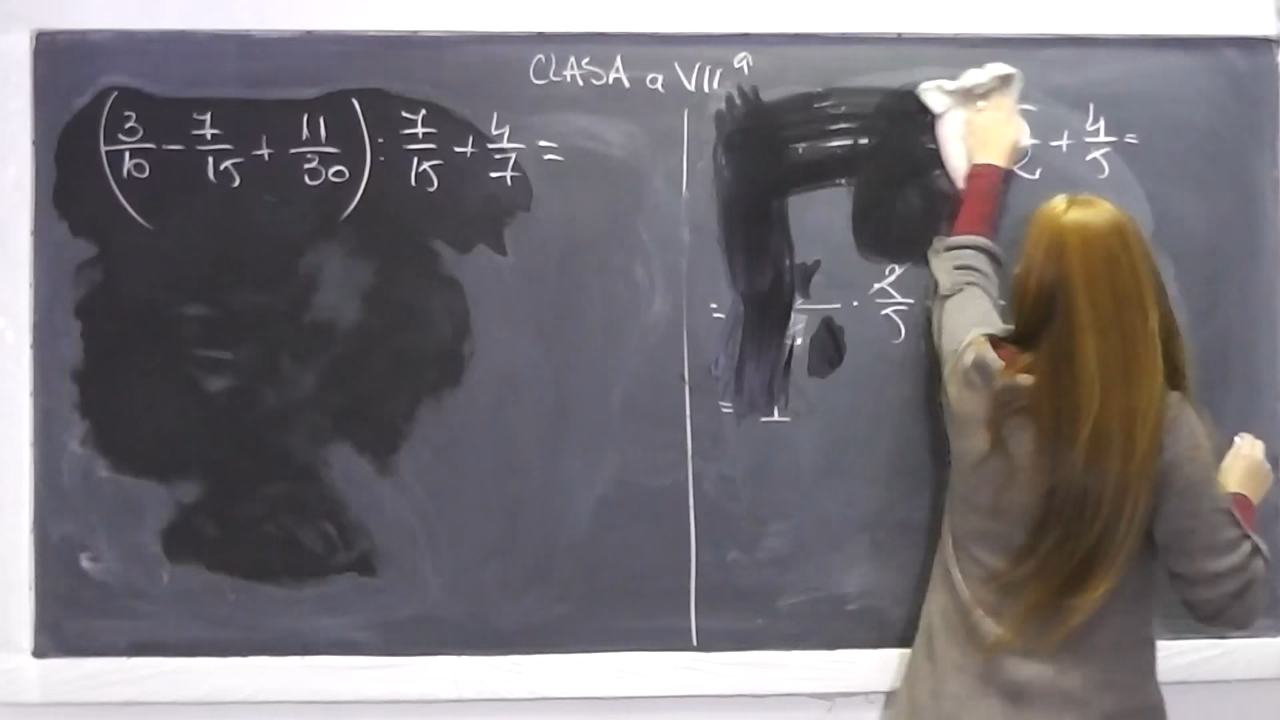 CLASA a VII ª
(3/10 - 7/15 + 11/30) : 7/15 + 4/7 =
+ 4/5 =
= · 2/5
=